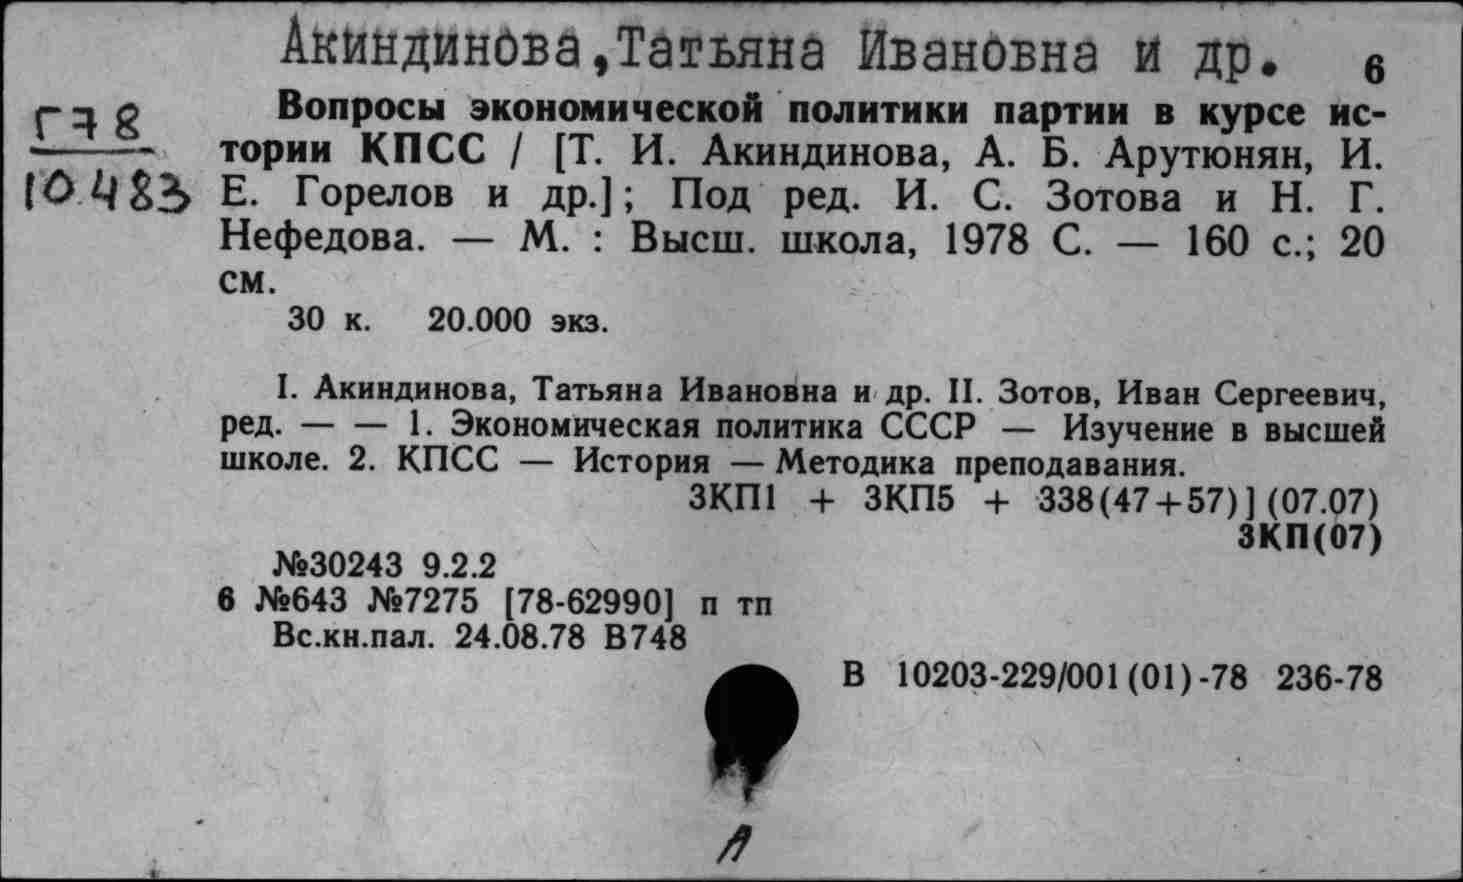 Акиндинова,Татьяна Ивановна и др. 6
Г78
10483
Вопросы экономической политики партии в курсе ис-
тории КПСС / [Т. И. Акиндинова, А. Б. Арутюнян, И.
Е. Горелов и др.]; Под ред. И. С. Зотова и Н. Г.
Нефедова. — М. : Высш. школа, 1978 С. — 160 с.; 20
см.
30 к. 20.000 экз.
I. Акиндинова, Татьяна Ивановна и др. II. Зотов, Иван Сергеевич,
ред. — — 1. Экономическая политика СССР — Изучение в высшей
школе. 2. КПСС — История — Методика преподавания.
3КП1 + 3КП5 + 338(47+57)] (07.07)
3КП(07)
№30243 9.2.2
6 №643 №7275 [78-62990] п тп
Вс.кн.пал. 24.08.78 В748
В 10203-229/001(01)-78 236-78
А